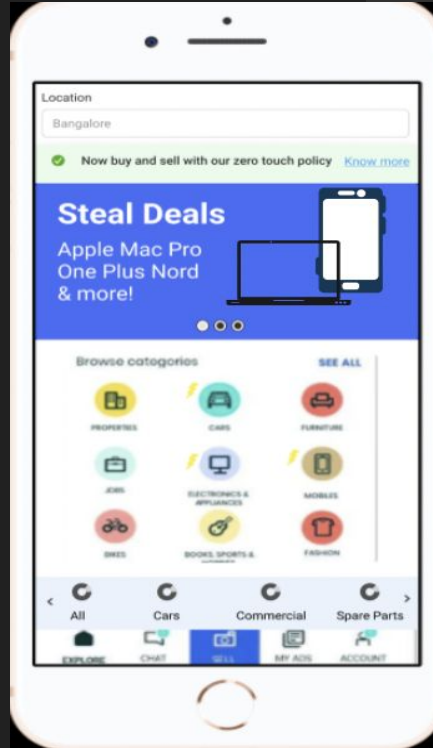 Location
Bangalore
Now buy and sell with our zero touch policy Know more
Steal Deals
Apple Mac Pro
One Plus Nord
& more!
Browse categories SEE ALL
PROPERTIES CARS FURNITURE
JOBS ELECTRONICS & APPLIANCES MOBILES
BIKES BOOKS, SPORTS & FASHION
All Cars Commercial Spare Parts
EXPLORE CHAT SELL MY ADS ACCOUNT